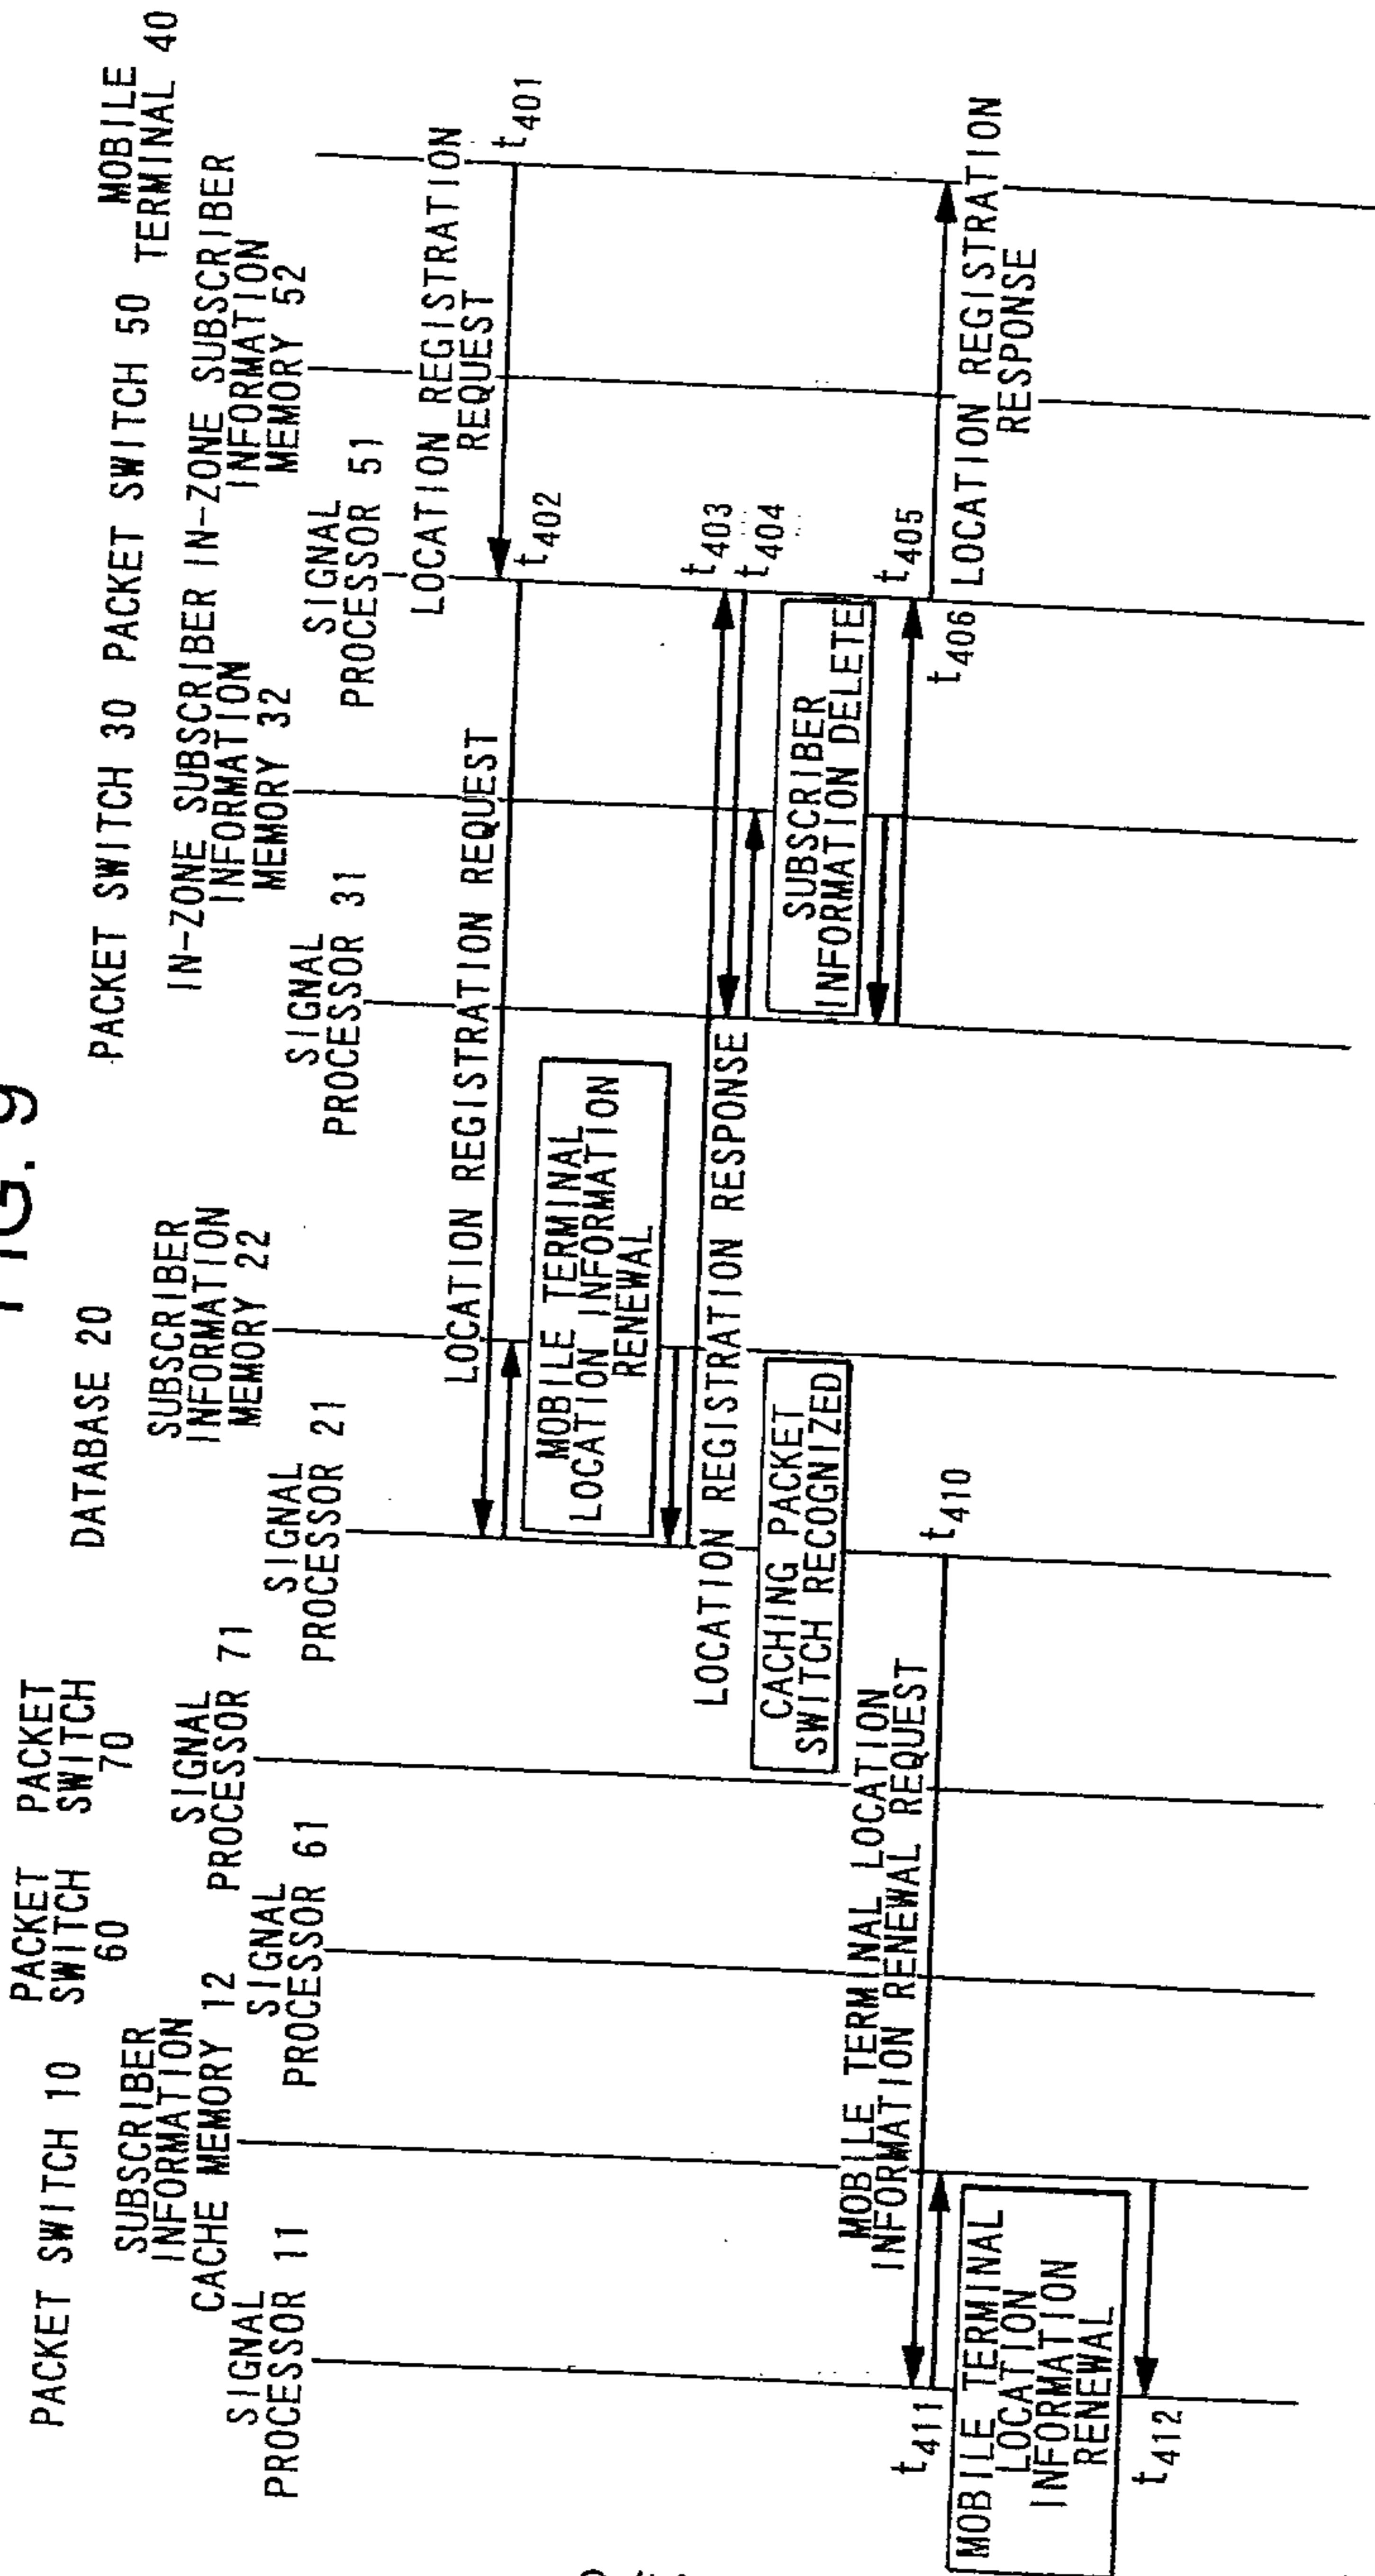 FIG. 9
PACKET SWITCH 10
PACKET
SWITCH
60
PACKET
SWITCH
70
DATABASE 20
PACKET SWITCH 30
PACKET SWITCH 50
MOBILE
TERMINAL 40
SIGNAL
PROCESSOR 11
SUBSCRIBER
INFORMATION
CACHE MEMORY 12
SIGNAL
PROCESSOR 61
SIGNAL
PROCESSOR 71
SIGNAL
PROCESSOR 21
SUBSCRIBER
INFORMATION
MEMORY 22
SIGNAL
PROCESSOR 31
IN-ZONE SUBSCRIBER
INFORMATION
MEMORY 32
SIGNAL
PROCESSOR 51
IN-ZONE SUBSCRIBER
INFORMATION
MEMORY 52
LOCATION REGISTRATION
REQUEST
t401
t402
LOCATION REGISTRATION REQUEST
MOBILE TERMINAL
LOCATION INFORMATION
RENEWAL
LOCATION REGISTRATION RESPONSE
t403
t404
CACHING PACKET
SWITCH RECOGNIZED
SUBSCRIBER
INFORMATION DELETE
t405
t406
LOCATION REGISTRATION
RESPONSE
MOBILE TERMINAL LOCATION
INFORMATION RENEWAL REQUEST
t410
t411
MOBILE TERMINAL
LOCATION
INFORMATION
RENEWAL
t412